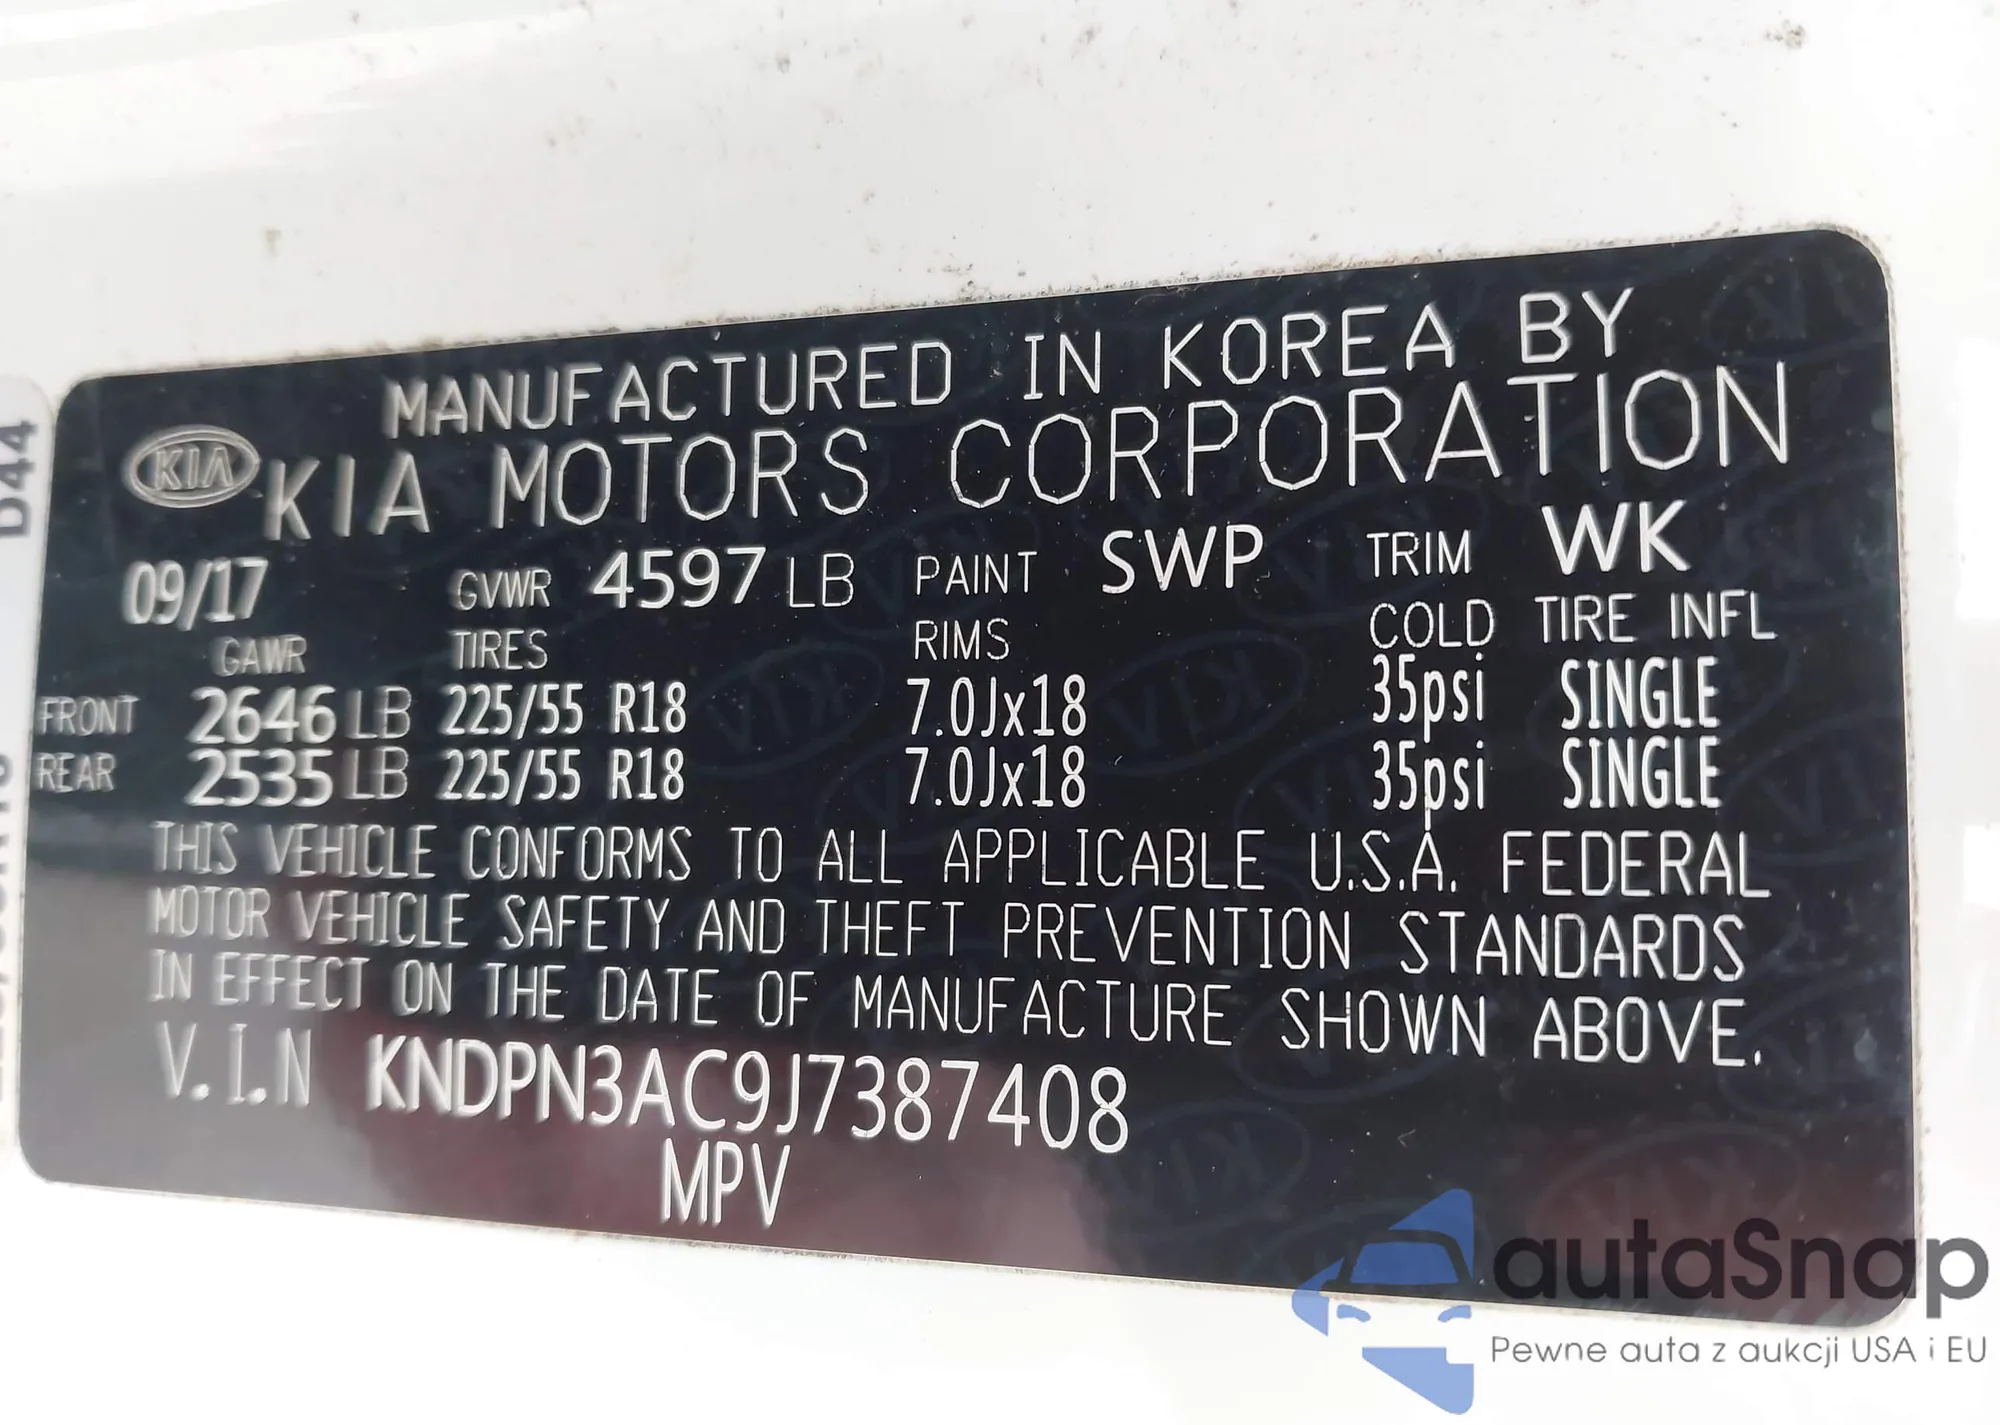 MANUFACTURED IN KOREA BY
KIA KIA MOTORS CORPORATION
09/17 GVWR 4597 LB PAINT SWP TRIM WK
GAWR TIRES RIMS COLD TIRE INFL
FRONT 2646 LB 225/55 R18 7.0Jx18 35psi SINGLE
REAR 2535 LB 225/55 R18 7.0Jx18 35psi SINGLE
THIS VEHICLE CONFORMS TO ALL APPLICABLE U.S.A. FEDERAL
MOTOR VEHICLE SAFETY AND THEFT PREVENTION STANDARDS
IN EFFECT ON THE DATE OF MANUFACTURE SHOWN ABOVE.
V.I.N KNDPN3AC9J7387408
MPV
autaSnap
Pewne auta z aukcji USA i EU